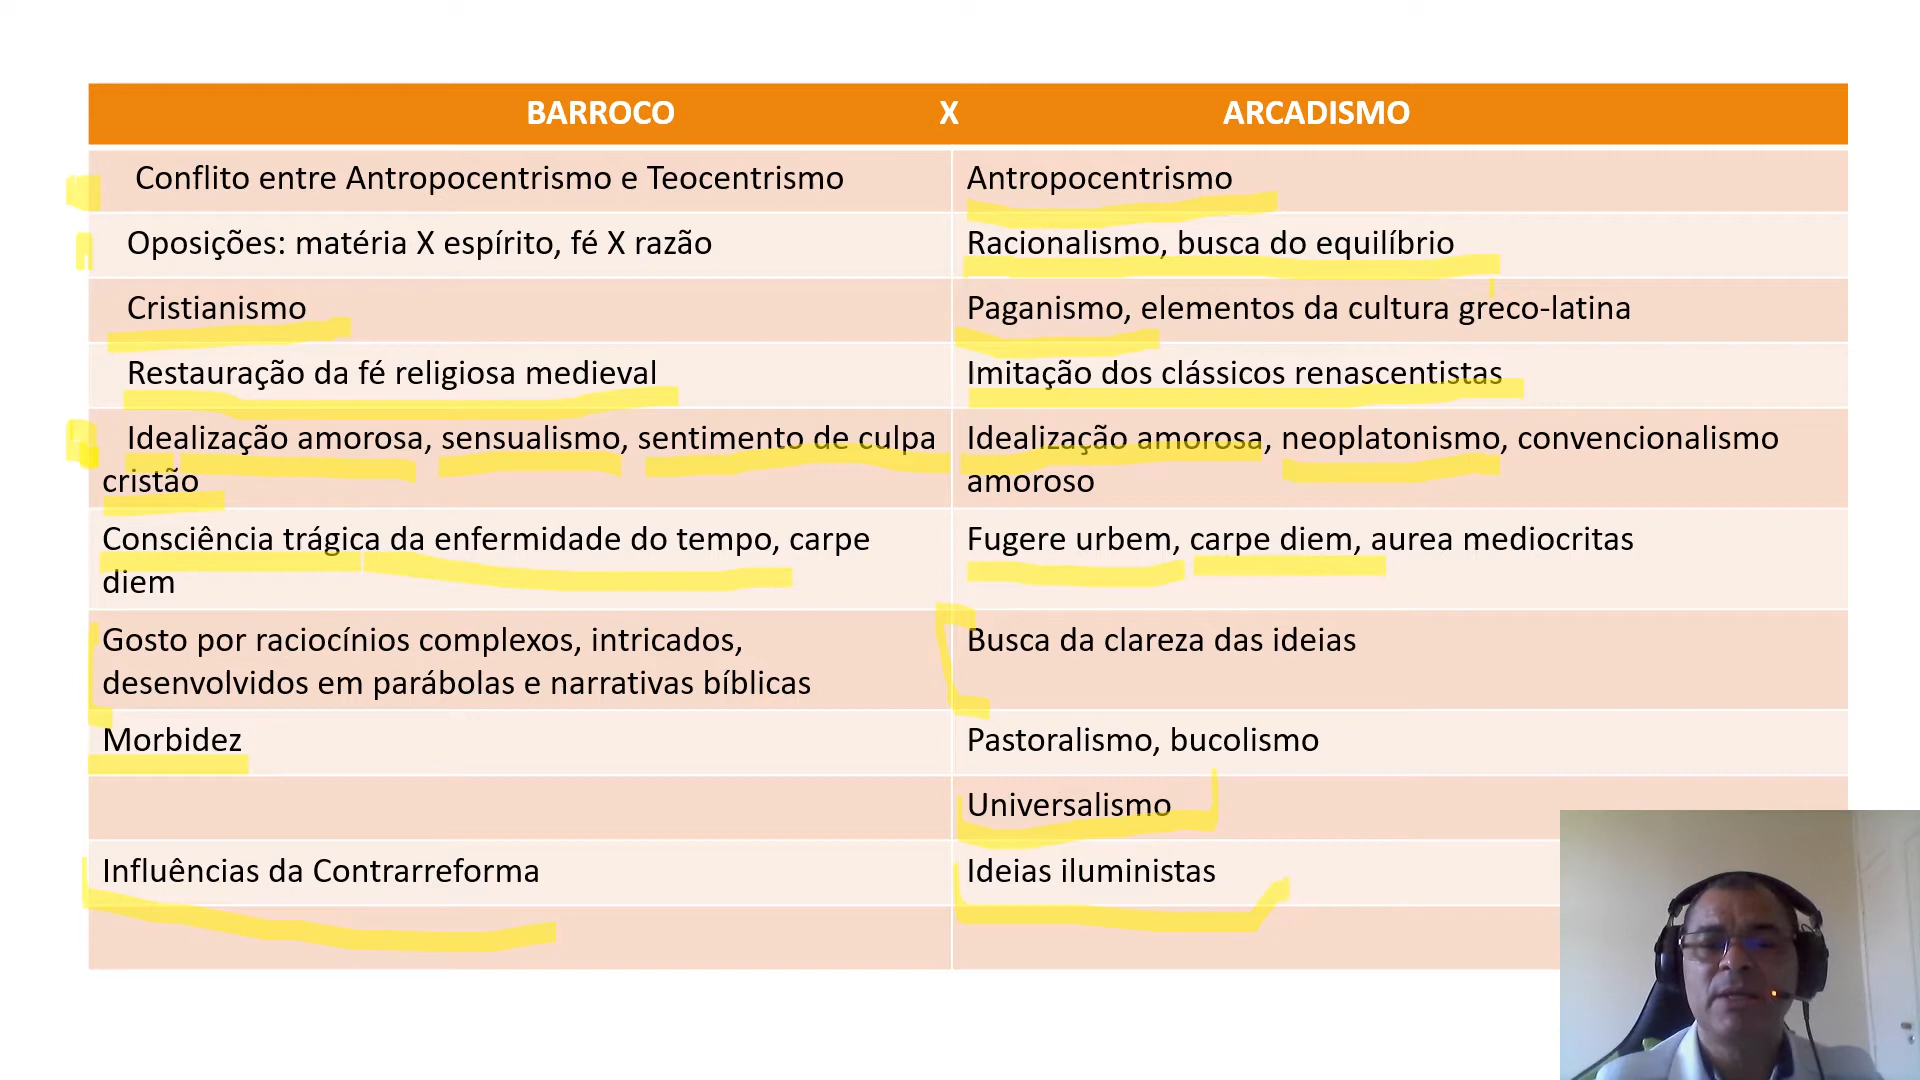 BARROCO X ARCADISMO
Conflito entre Antropocentrismo e Teocentrismo
Antropocentrismo
Oposições: matéria X espírito, fé X razão
Racionalismo, busca do equilíbrio
Cristianismo
Paganismo, elementos da cultura greco-latina
Restauração da fé religiosa medieval
Imitação dos clássicos renascentistas
Idealização amorosa, sensualismo, sentimento de culpa
cristão
Idealização amorosa, neoplatonismo, convencionalismo
amoroso
Consciência trágica da enfermidade do tempo, carpe
diem
Fugere urbem, carpe diem, aurea mediocritas
Gosto por raciocínios complexos, intricados,
desenvolvidos em parábolas e narrativas bíblicas
Busca da clareza das ideias
Morbidez
Pastoralismo, bucolismo
Universalismo
Influências da Contrarreforma
Ideias iluministas